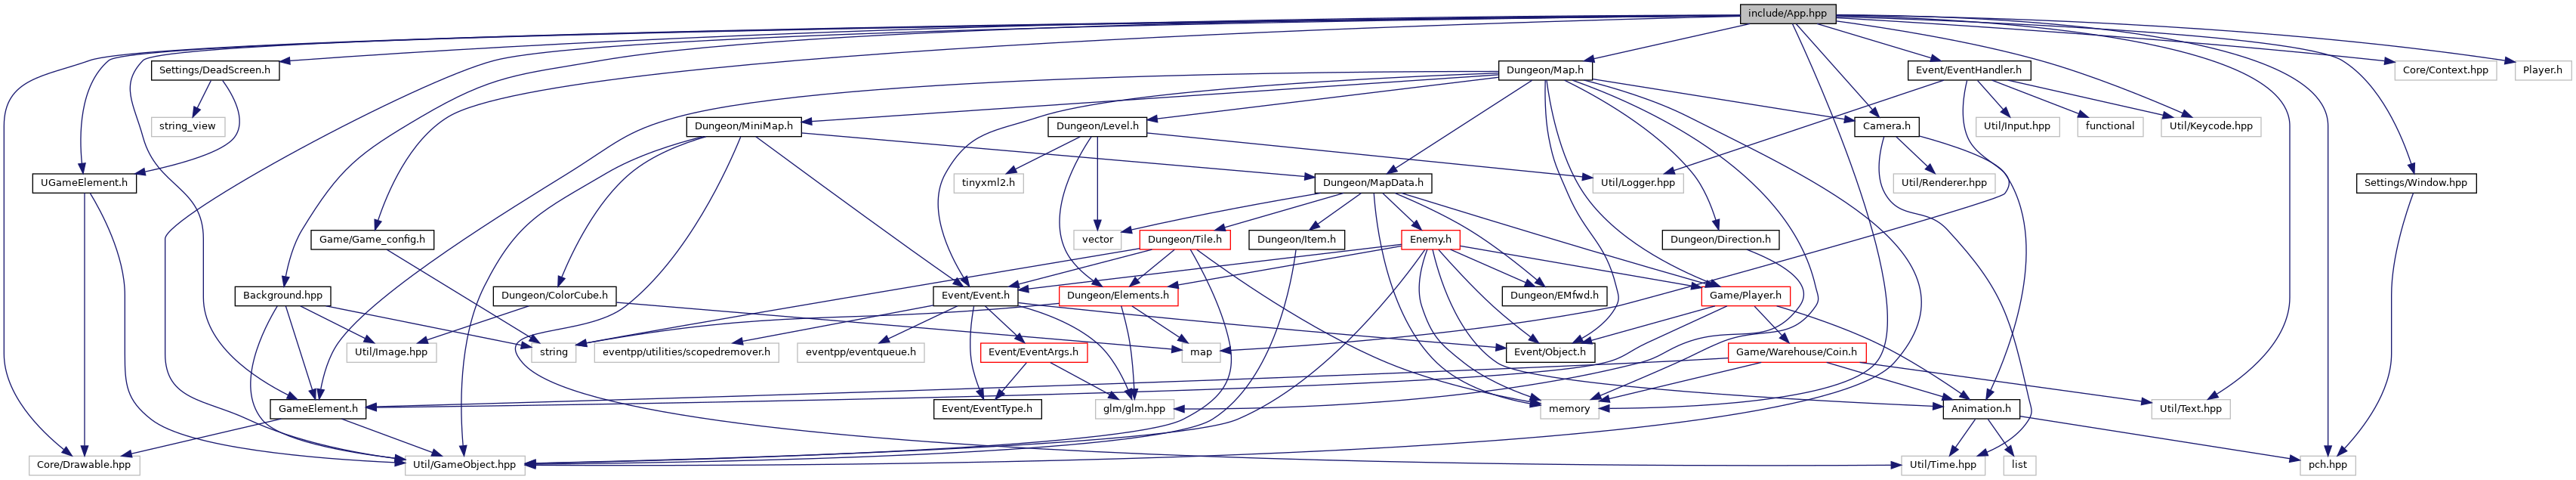 include/App.hpp
Settings/DeadScreen.h
Dungeon/Map.h
Event/EventHandler.h
Core/Context.hpp
Player.h
string_view
Dungeon/MiniMap.h
Dungeon/Level.h
Camera.h
Util/Input.hpp
functional
Util/Keycode.hpp
UGameElement.h
tinyxml2.h
Dungeon/MapData.h
Util/Logger.hpp
Util/Renderer.hpp
Settings/Window.hpp
Game/Game_config.h
vector
Dungeon/Tile.h
Dungeon/Item.h
Enemy.h
Dungeon/Direction.h
Background.hpp
Dungeon/ColorCube.h
Event/Event.h
Dungeon/Elements.h
Dungeon/EMfwd.h
Game/Player.h
Util/Image.hpp
string
eventpp/utilities/scopedremover.h
eventpp/eventqueue.h
Event/EventArgs.h
map
Event/Object.h
Game/Warehouse/Coin.h
GameElement.h
Event/EventType.h
glm/glm.hpp
memory
Animation.h
Util/Text.hpp
Core/Drawable.hpp
Util/GameObject.hpp
Util/Time.hpp
list
pch.hpp